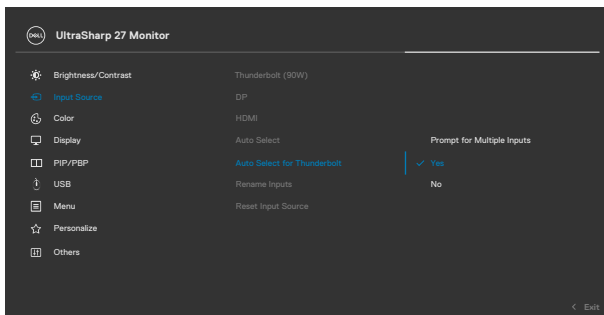 DELL UltraSharp 27 Monitor
Brightness/Contrast Thunderbolt (90W)
Input Source DP
Color HDMI
Display Auto Select Prompt for Multiple Inputs
PIP/PBP Auto Select for Thunderbolt ✓ Yes
USB Rename Inputs No
Menu Reset Input Source
Personalize
Others
< Exit